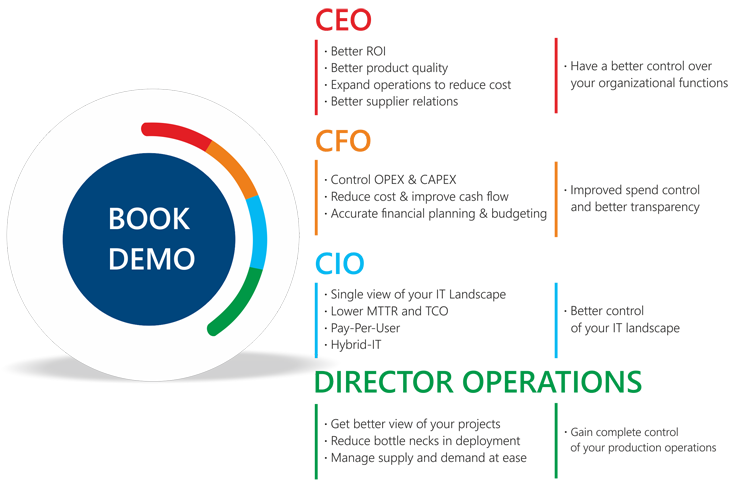 BOOK
DEMO
CEO
· Better ROI
· Better product quality
· Expand operations to reduce cost
· Better supplier relations
· Have a better control over
your organizational functions
CFO
· Control OPEX & CAPEX
· Reduce cost & improve cash flow
· Accurate financial planning & budgeting
· Improved spend control
and better transparency
CIO
· Single view of your IT Landscape
· Lower MTTR and TCO
· Pay-Per-User
· Hybrid-IT
· Better control
of your IT landscape
DIRECTOR OPERATIONS
· Get better view of your projects
· Reduce bottle necks in deployment
· Manage supply and demand at ease
· Gain complete control
of your production operations